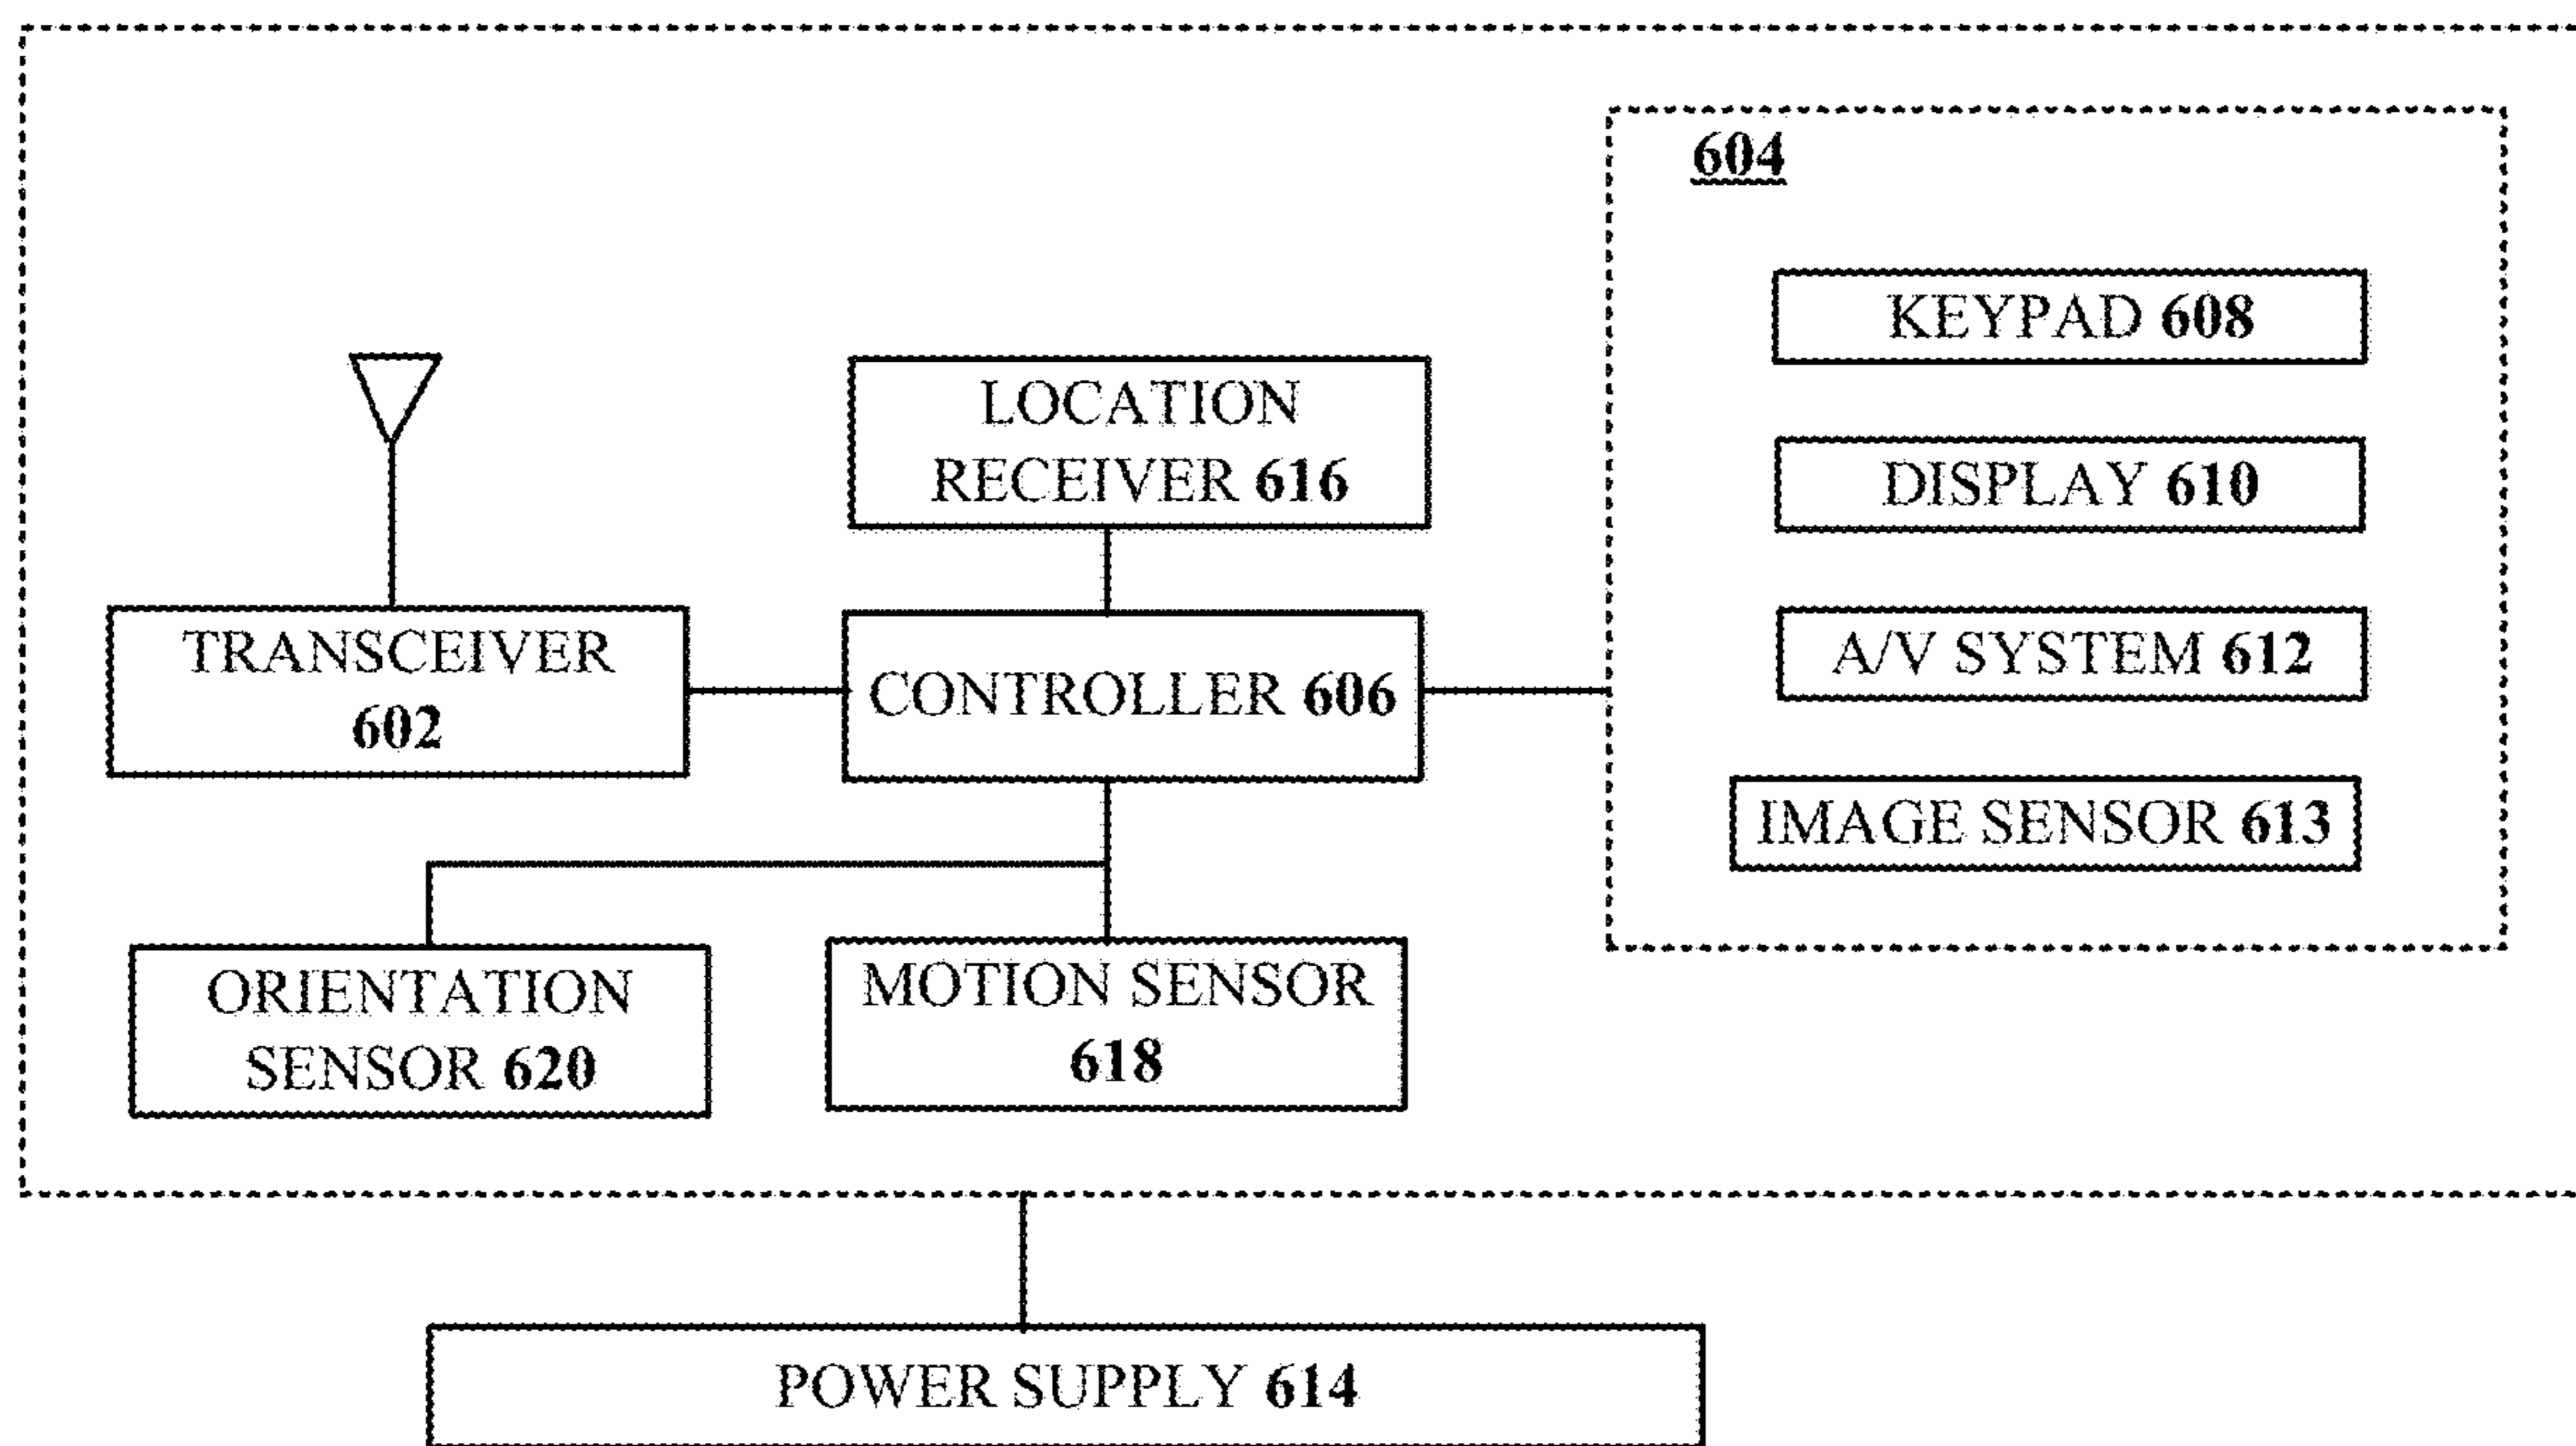 604
KEYPAD 608
LOCATION
RECEIVER 616
DISPLAY 610
TRANSCEIVER
602
CONTROLLER 606
A/V SYSTEM 612
IMAGE SENSOR 613
ORIENTATION
SENSOR 620
MOTION SENSOR
618
POWER SUPPLY 614